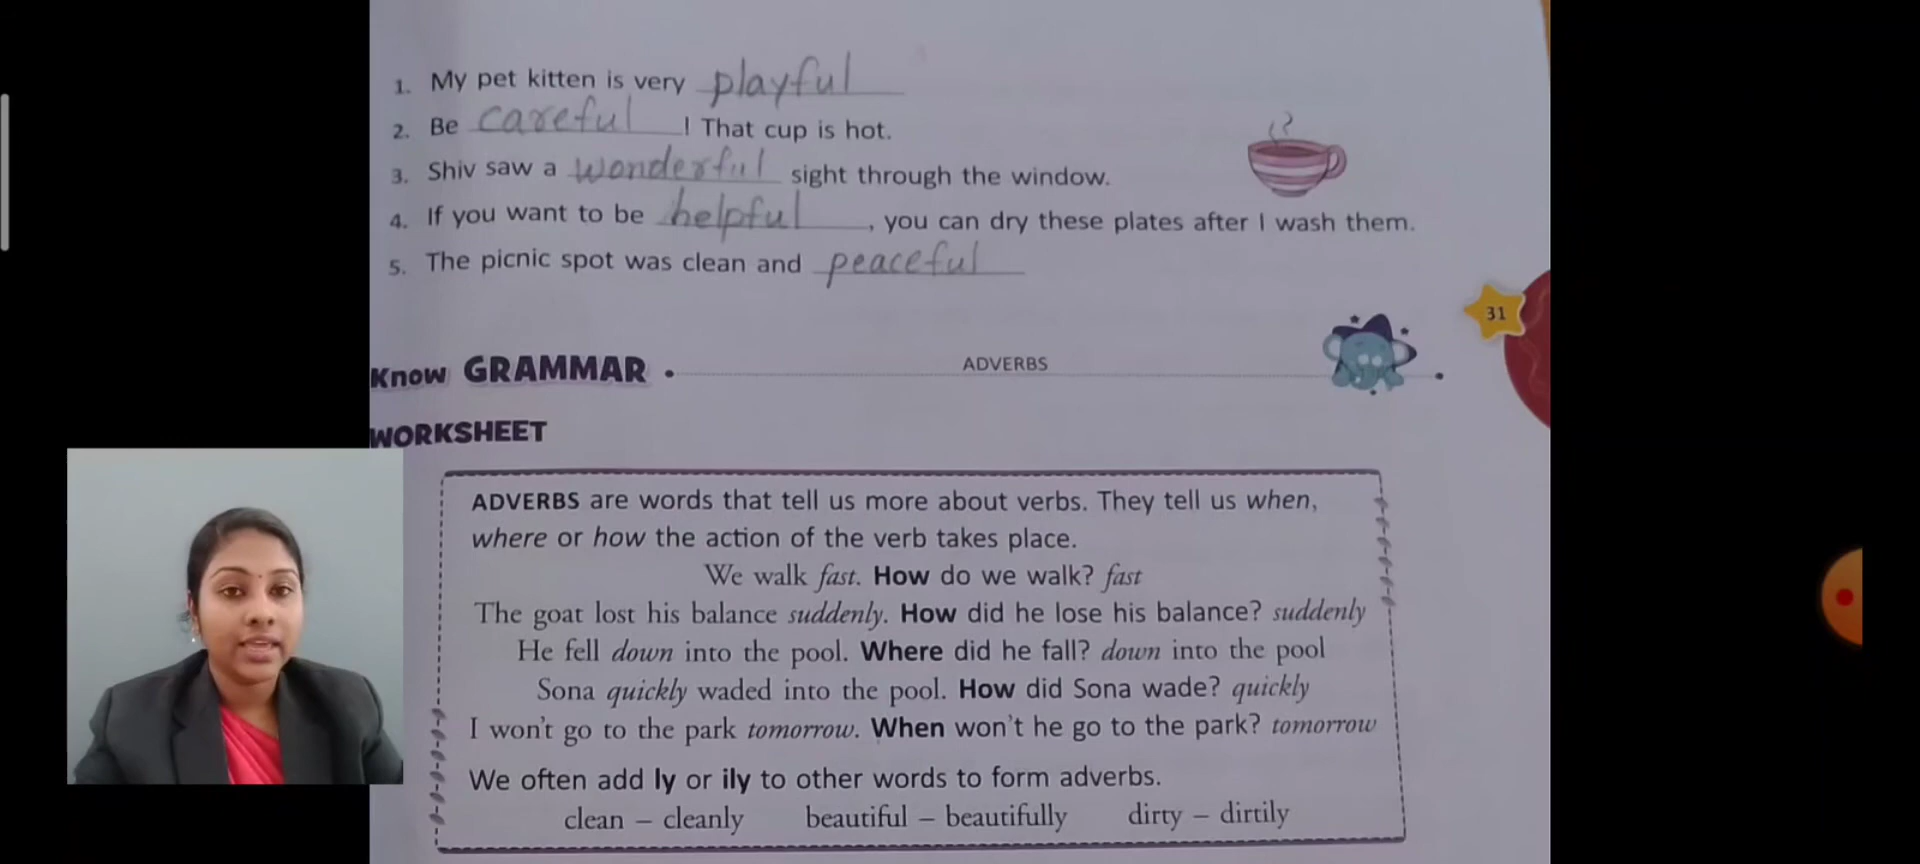 1. My pet kitten is very playful
2. Be careful ! That cup is hot.
3. Shiv saw a wonderful sight through the window.
4. If you want to be helpful, you can dry these plates after I wash them.
5. The picnic spot was clean and peaceful
31
Know GRAMMAR ADVERBS
WORKSHEET
ADVERBS are words that tell us more about verbs. They tell us when,
where or how the action of the verb takes place.
We walk fast. How do we walk? fast
The goat lost his balance suddenly. How did he lose his balance? suddenly
He fell down into the pool. Where did he fall? down into the pool
Sona quickly waded into the pool. How did Sona wade? quickly
I won't go to the park tomorrow. When won't he go to the park? tomorrow
We often add ly or ily to other words to form adverbs.
clean – cleanly beautiful – beautifully dirty – dirtily